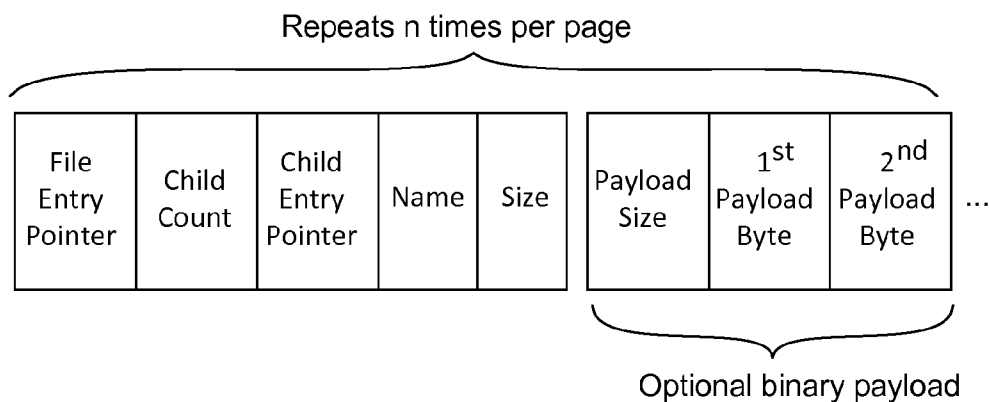 Repeats n times per page
File
Entry
Pointer
Child
Count
Child
Entry
Pointer
Name
Size
Payload
Size
1st
Payload
Byte
2nd
Payload
Byte
...
Optional binary payload